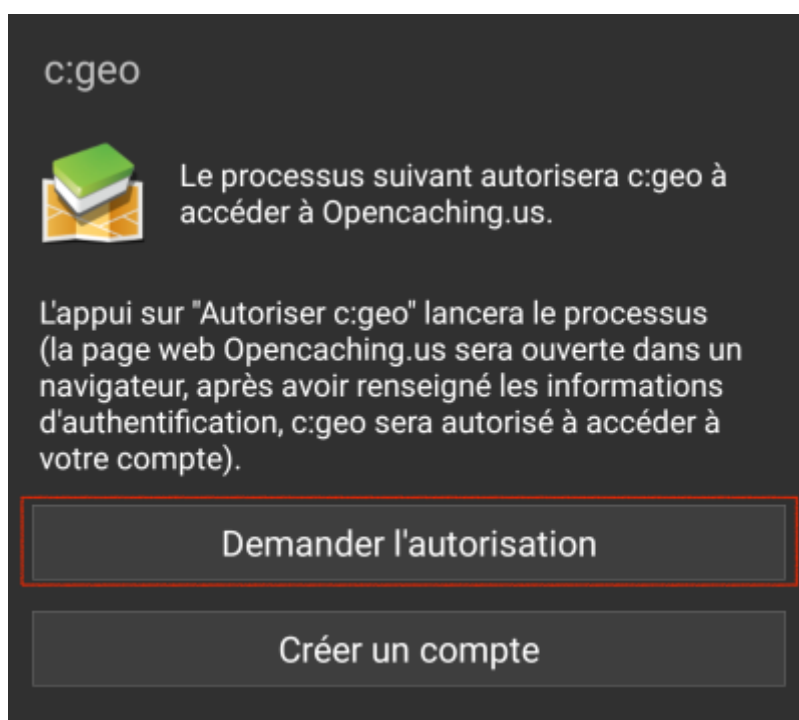 c:geo
Le processus suivant autorisera c:geo à
accéder à Opencaching.us.
L'appui sur "Autoriser c:geo" lancera le processus
(la page web Opencaching.us sera ouverte dans un
navigateur, après avoir renseigné les informations
d'authentification, c:geo sera autorisé à accéder à
votre compte).
Demander l'autorisation
Créer un compte